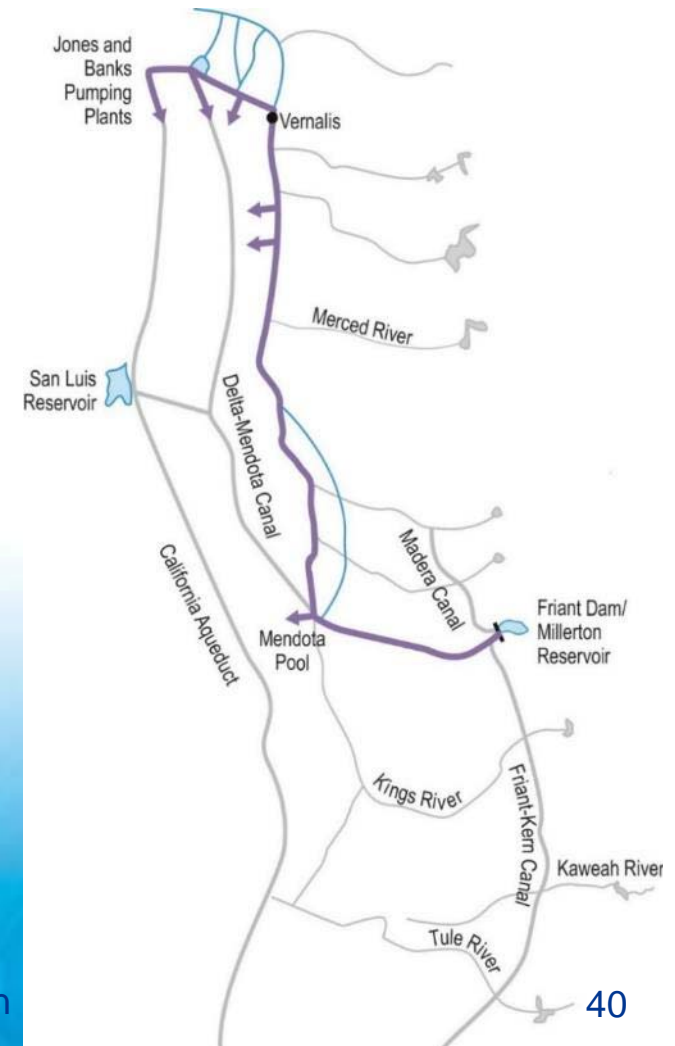 Jones and
Banks
Pumping
Plants
Vernalis
Merced River
San Luis
Reservoir
Delta-Mendota Canal
California Aqueduct
Madera Canal
Mendota
Pool
Friant Dam/
Millerton
Reservoir
Kings River
Friant-Kern Canal
Kaweah River
Tule River
n
40